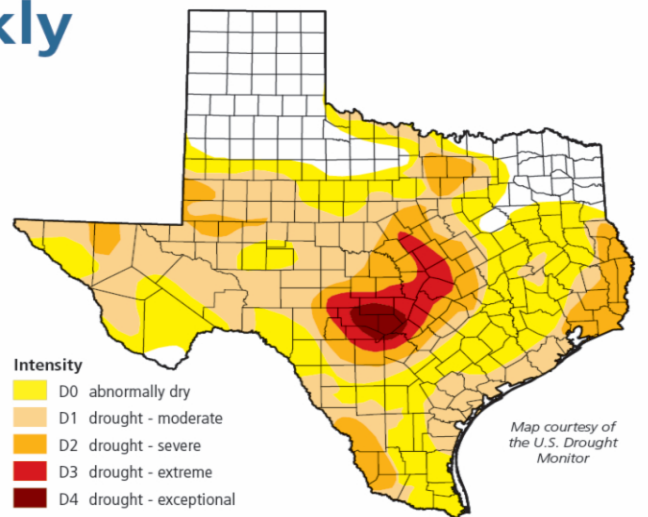 kly
Intensity
D0 abnormally dry
D1 drought - moderate
D2 drought - severe
D3 drought - extreme
D4 drought - exceptional
Map courtesy of
the U.S. Drought
Monitor